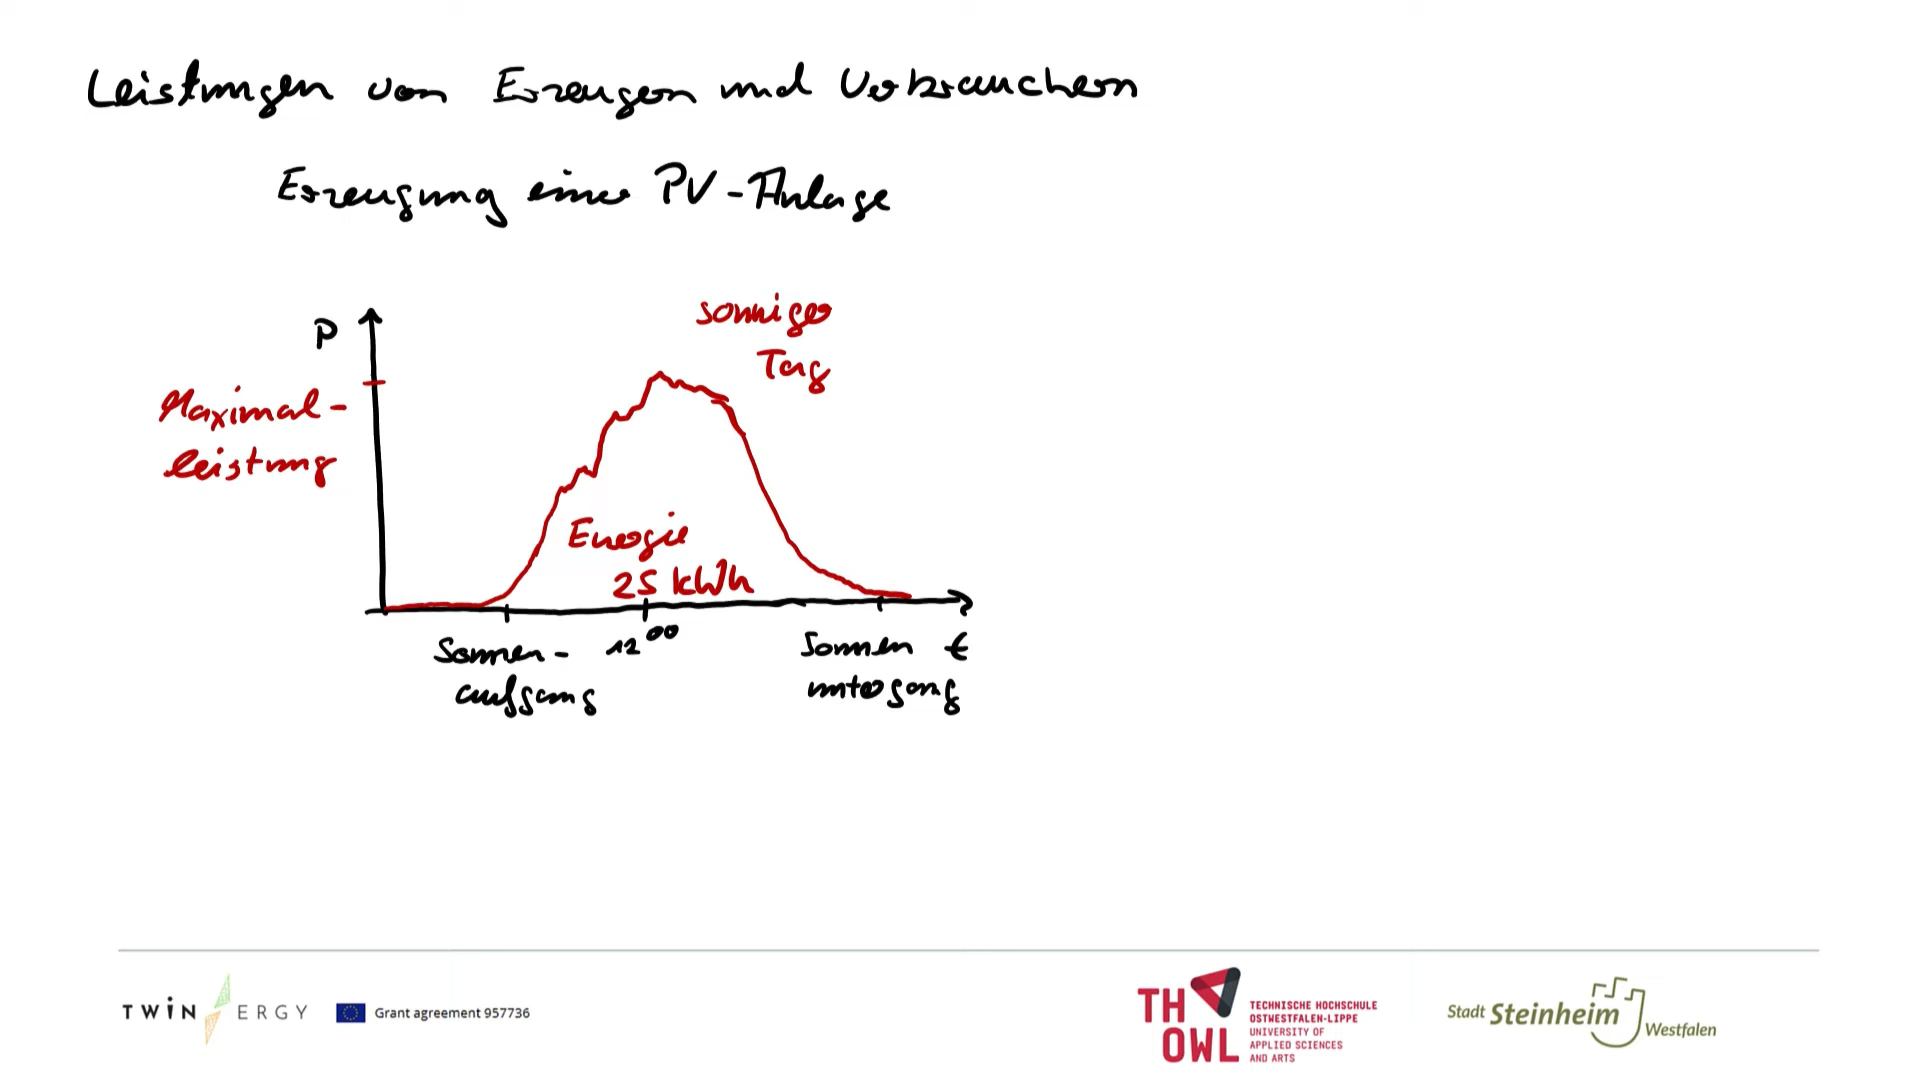 Leistungen von Erzeugern und Verbrauchern
Erzeugung einer PV-Anlage
P
sonniger
Tag
Maximal-
leistung
Energie
25 kWh
Sonnen-
aufgang
12⁰⁰
Sonnen
untergang
t
TWINERGY
Grant agreement 957736
TH
OWL
TECHNISCHE HOCHSCHULE
OSTWESTFALEN-LIPPE
UNIVERSITY OF
APPLIED SCIENCES
AND ARTS
Stadt Steinheim
Westfalen